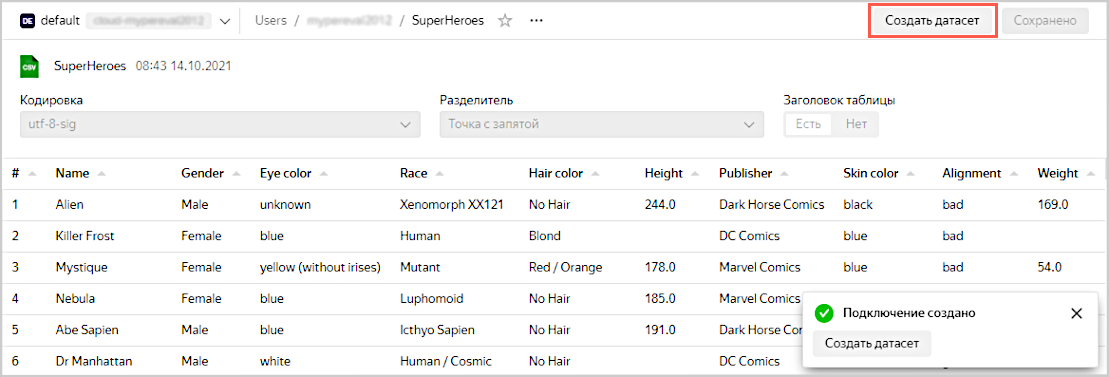 DE default Users / / SuperHeroes Создать датасет Сохранено
CSV SuperHeroes 08:43 14.10.2021
Кодировка Разделитель Заголовок таблицы
utf-8-sig Точка с запятой Есть Нет
# Name Gender Eye color Race Hair color Height Publisher Skin color Alignment Weight
1 Alien Male unknown Xenomorph XX121 No Hair 244.0 Dark Horse Comics black bad 169.0
2 Killer Frost Female blue Human Blond DC Comics blue bad
3 Mystique Female yellow (without irises) Mutant Red / Orange 178.0 Marvel Comics blue bad 54.0
4 Nebula Female blue Luphomoid No Hair 185.0 Marvel Comics
5 Abe Sapien Male blue Icthyo Sapien No Hair 191.0 Dark Horse
6 Dr Manhattan Male white Human / Cosmic No Hair DC Comics
Подключение создано
Создать датасет